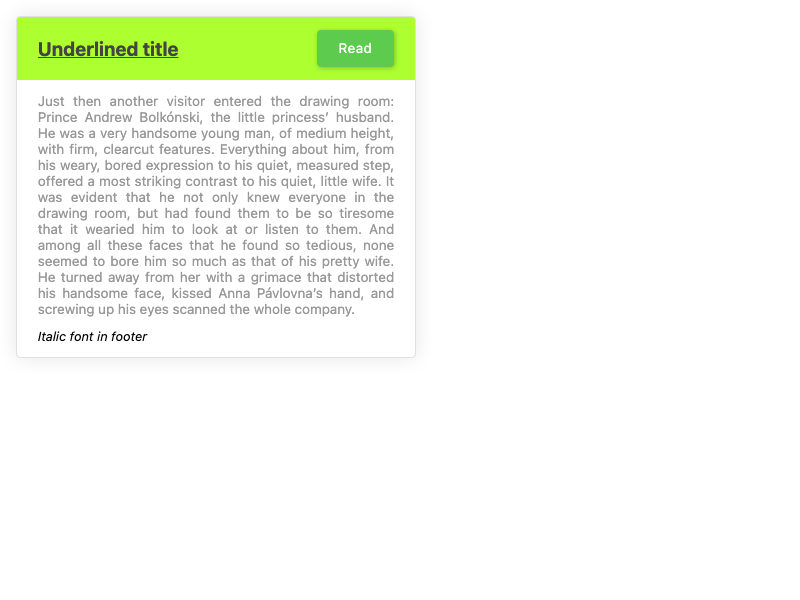 Underlined title
Read
Just then another visitor entered the drawing room:
Prince Andrew Bolkónski, the little princess’ husband.
He was a very handsome young man, of medium height,
with firm, clearcut features. Everything about him, from
his weary, bored expression to his quiet, measured step,
offered a most striking contrast to his quiet, little wife. It
was evident that he not only knew everyone in the
drawing room, but had found them to be so tiresome
that it wearied him to look at or listen to them. And
among all these faces that he found so tedious, none
seemed to bore him so much as that of his pretty wife.
He turned away from her with a grimace that distorted
his handsome face, kissed Anna Pávlovna’s hand, and
screwing up his eyes scanned the whole company.
Italic font in footer